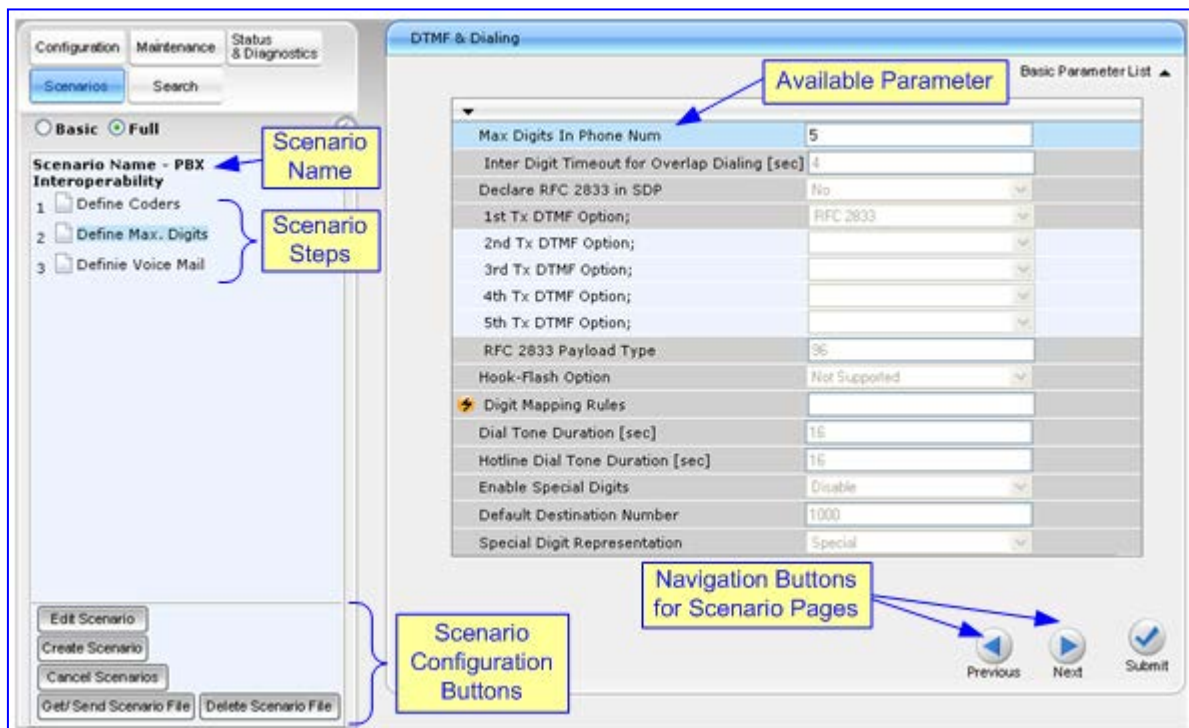 Configuration
Maintenance
Status
& Diagnostics
Scenarios
Search
Basic
Full
Scenario Name - PBX
Interoperability
1 Define Coders
2 Define Max. Digits
3 Definie Voice Mail
Scenario
Name
Scenario
Steps
Edit Scenario
Create Scenario
Cancel Scenarios
Get/ Send Scenario File
Delete Scenario File
Scenario
Configuration
Buttons
DTMF & Dialing
Basic Parameter List
Available Parameter
Max Digits In Phone Num 5
Inter Digit Timeout for Overlap Dialing [sec] 4
Declare RFC 2833 in SDP No
1st Tx DTMF Option; RFC 2833
2nd Tx DTMF Option;
3rd Tx DTMF Option;
4th Tx DTMF Option;
5th Tx DTMF Option;
RFC 2833 Payload Type 96
Hook-Flash Option Not Supported
Digit Mapping Rules
Dial Tone Duration [sec] 16
Hotline Dial Tone Duration [sec] 16
Enable Special Digits Disable
Default Destination Number 1000
Special Digit Representation Special
Navigation Buttons
for Scenario Pages
Previous
Next
Submit